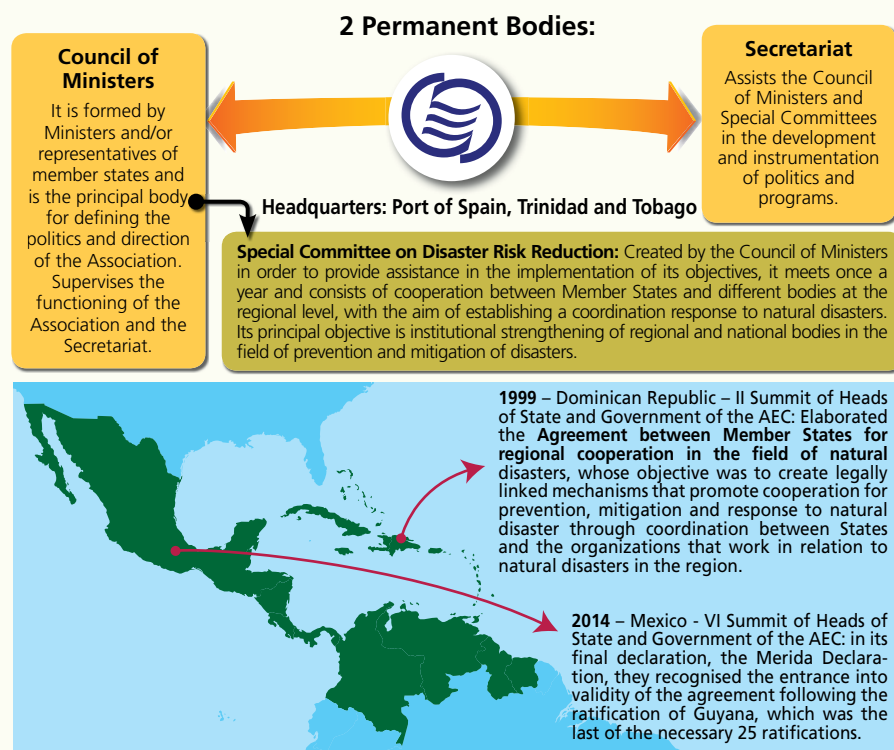 2 Permanent Bodies:
Council of
Ministers
It is formed by
Ministers and/or
representatives of
member states and
is the principal body
for defining the
politics and direction
of the Association.
Supervises the
functioning of the
Association and the
Secretariat.
Secretariat
Assists the Council
of Ministers and
Special Committees
in the development
and instrumentation
of politics and
programs.
Headquarters: Port of Spain, Trinidad and Tobago
Special Committee on Disaster Risk Reduction: Created by the Council of Ministers
in order to provide assistance in the implementation of its objectives, it meets once a
year and consists of cooperation between Member States and different bodies at the
regional level, with the aim of establishing a coordination response to natural disasters.
Its principal objective is institutional strengthening of regional and national bodies in the
field of prevention and mitigation of disasters.
1999 – Dominican Republic – II Summit of Heads
of State and Government of the AEC: Elaborated
the Agreement between Member States for
regional cooperation in the field of natural
disasters, whose objective was to create legally
linked mechanisms that promote cooperation for
prevention, mitigation and response to natural
disaster through coordination between States
and the organizations that work in relation to
natural disasters in the region.
2014 – Mexico - VI Summit of Heads of
State and Government of the AEC: in its
final declaration, the Merida Declara-
tion, they recognised the entrance into
validity of the agreement following the
ratification of Guyana, which was the
last of the necessary 25 ratifications.